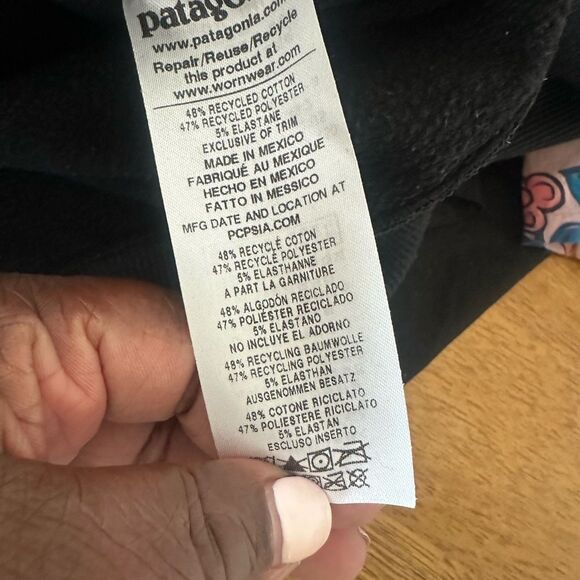 patagonia
www.patagonia.com
Repair/Reuse/Recycle
this product at
www.wornwear.com
48% RECYCLED COTTON
47% RECYCLED POLYESTER
5% ELASTANE
EXCLUSIVE OF TRIM
MADE IN MEXICO
FABRIQUÉ AU MEXIQUE
HECHO EN MEXICO
FATTO IN MESSICO
MFG DATE AND LOCATION AT
PCPSIA.COM
48% RECYCLÉ COTON
47% RECYCLÉ POLYESTER
5% ELASTHANNE
A PART LA GARNITURE
48% ALGODÓN RECICLADO
47% POLIÉSTER RECICLADO
5% ELASTANO
NO INCLUYE EL ADORNO
48% RECYCLING BAUMWOLLE
47% RECYCLING POLYESTER
5% ELASTHAN
AUSGENOMMEN BESATZ
48% COTONE RICICLATO
47% POLIESTERE RICICLATO
5% ELASTAN
ESCLUSO INSERTO